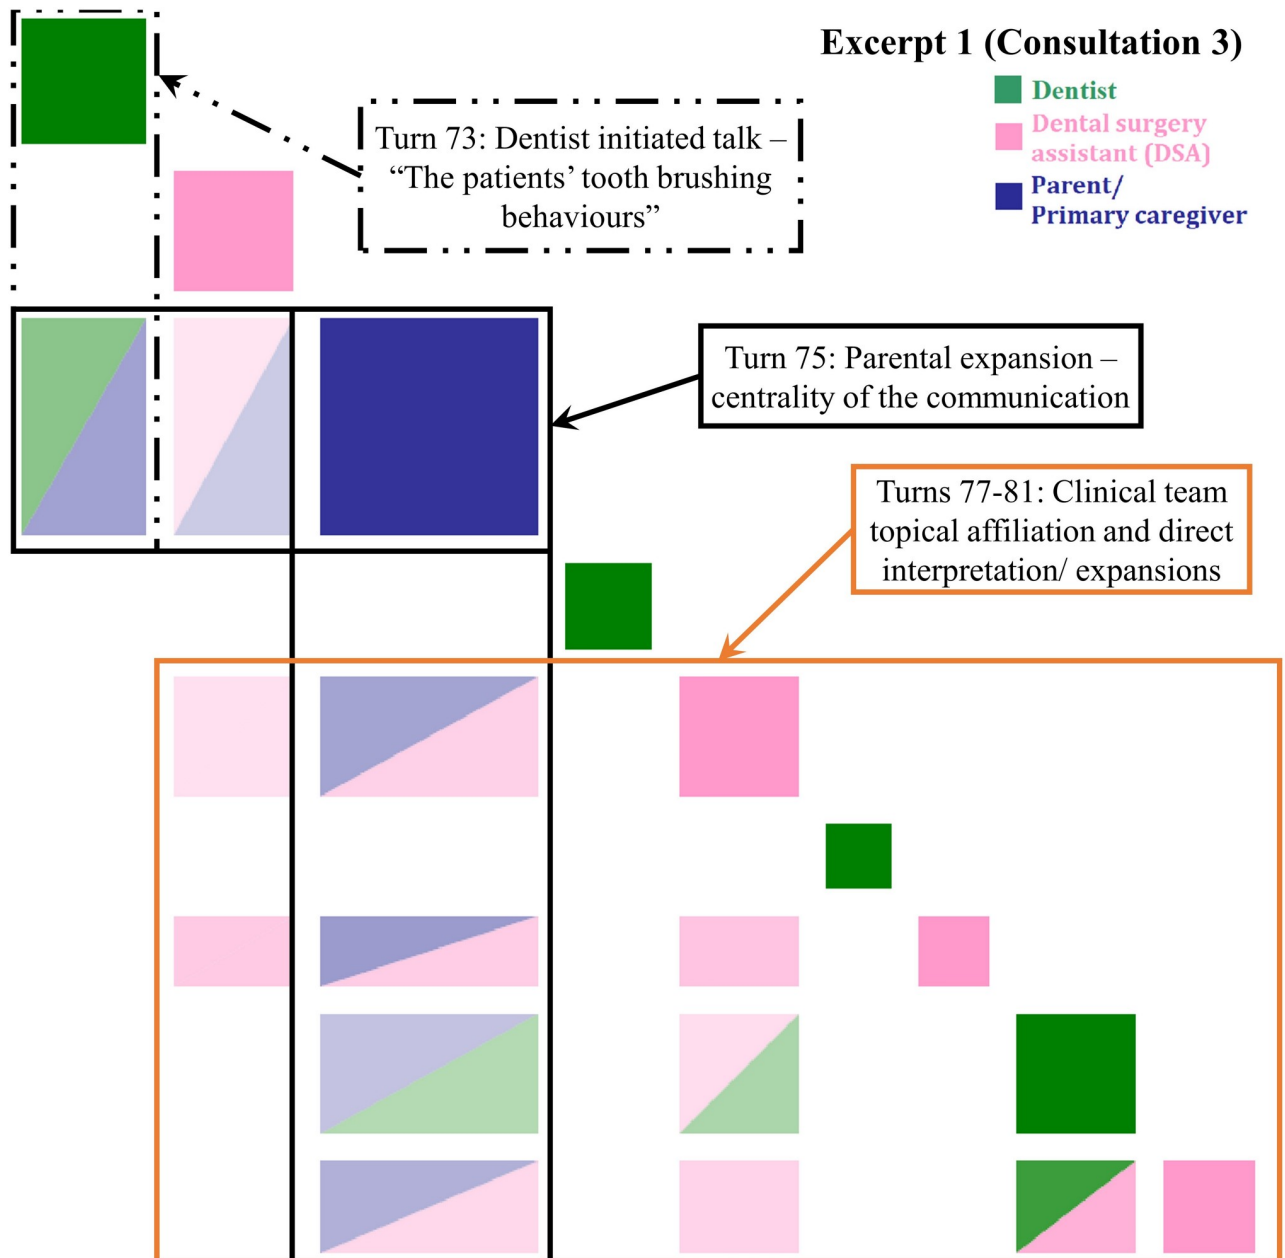 Excerpt 1 (Consultation 3)
Dentist
Dental surgery
assistant (DSA)
Parent/
Primary caregiver
Turn 73: Dentist initiated talk –
“The patients’ tooth brushing
behaviours”
Turn 75: Parental expansion –
centrality of the communication
Turns 77-81: Clinical team
topical affiliation and direct
interpretation/ expansions